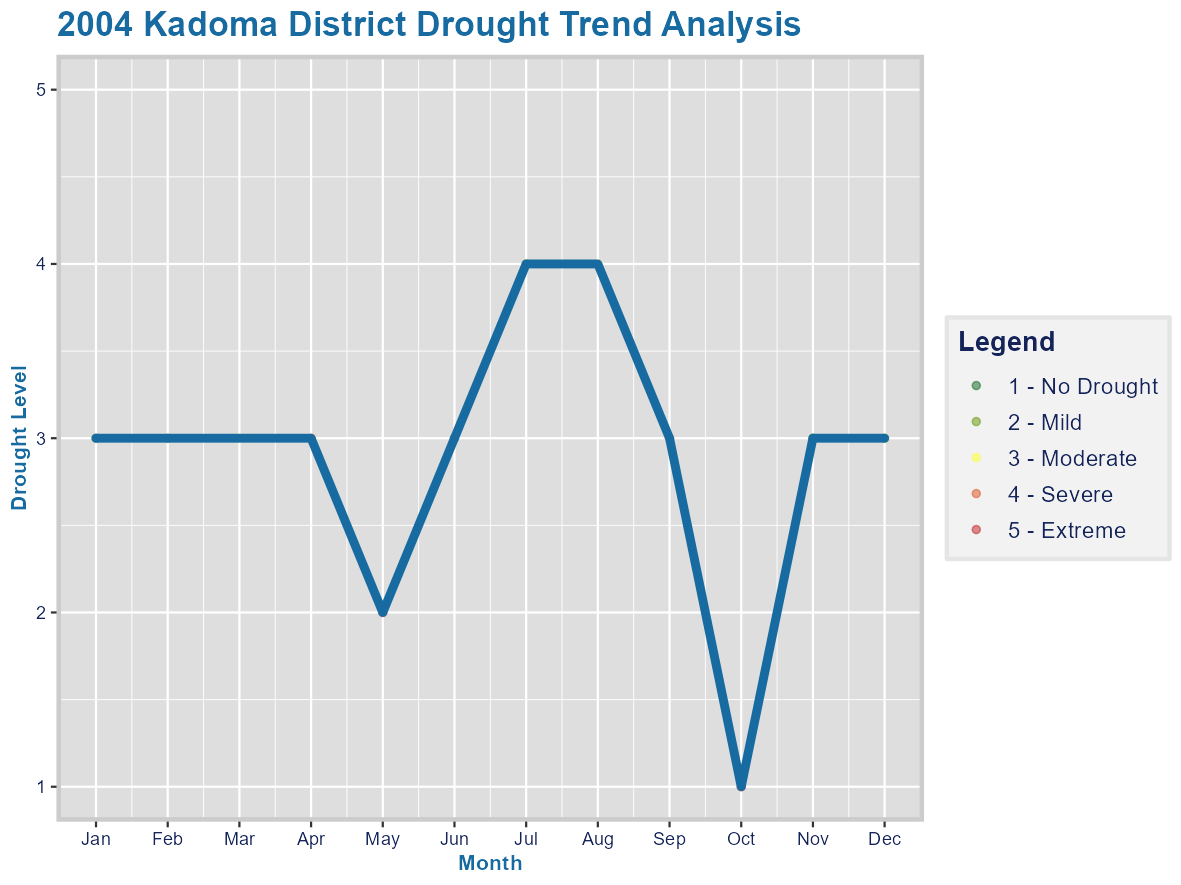 2004 Kadoma District Drought Trend Analysis
Drought Level
5
4
3
2
1
Jan Feb Mar Apr May Jun Jul Aug Sep Oct Nov Dec
Month
Legend
1 - No Drought
2 - Mild
3 - Moderate
4 - Severe
5 - Extreme